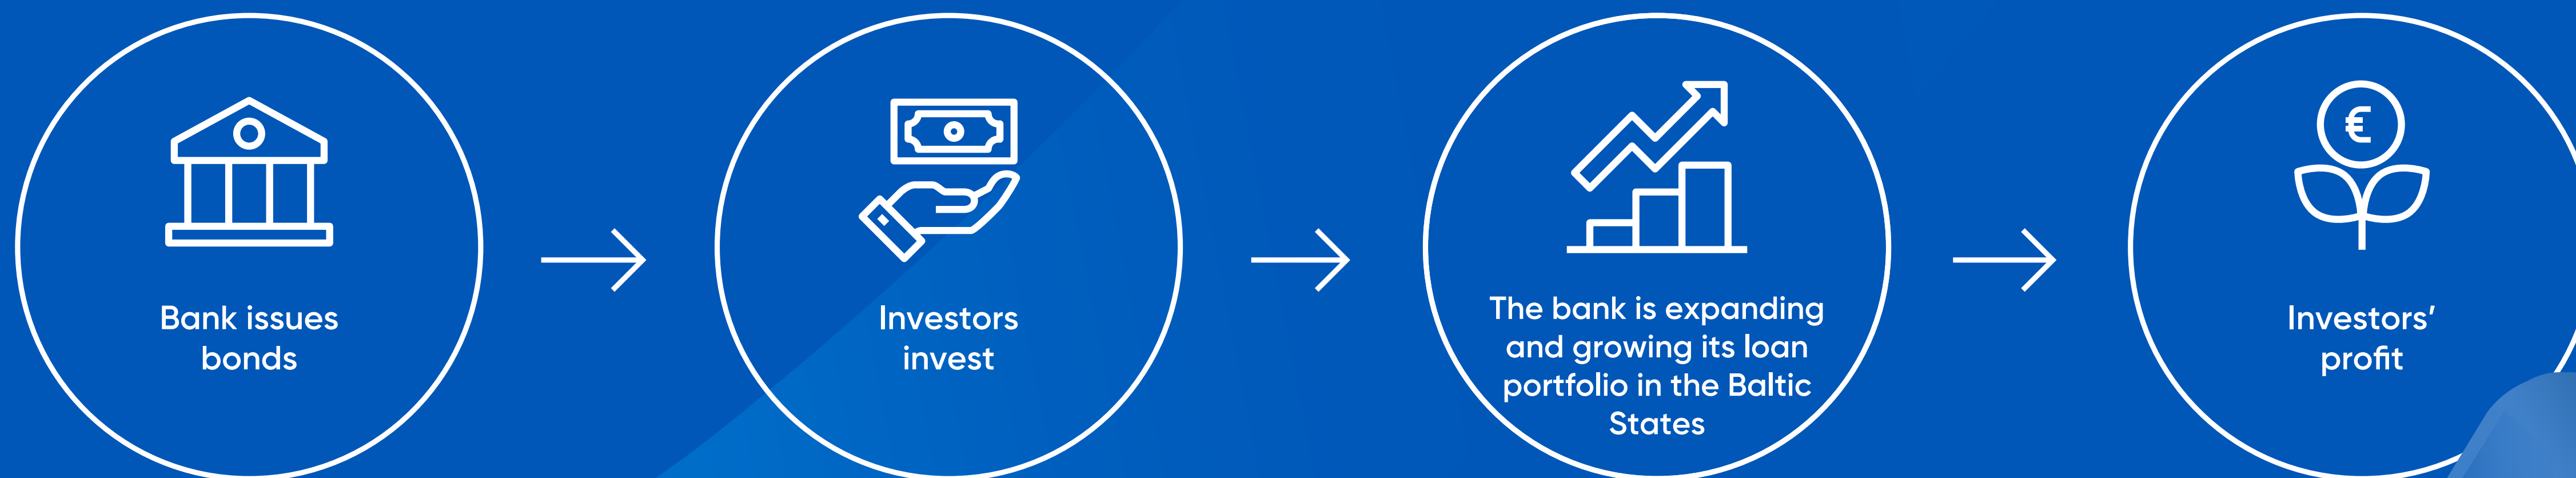 Bank issues
bonds
Investors
invest
The bank is expanding
and growing its loan
portfolio in the Baltic
States
€
Investors’
profit